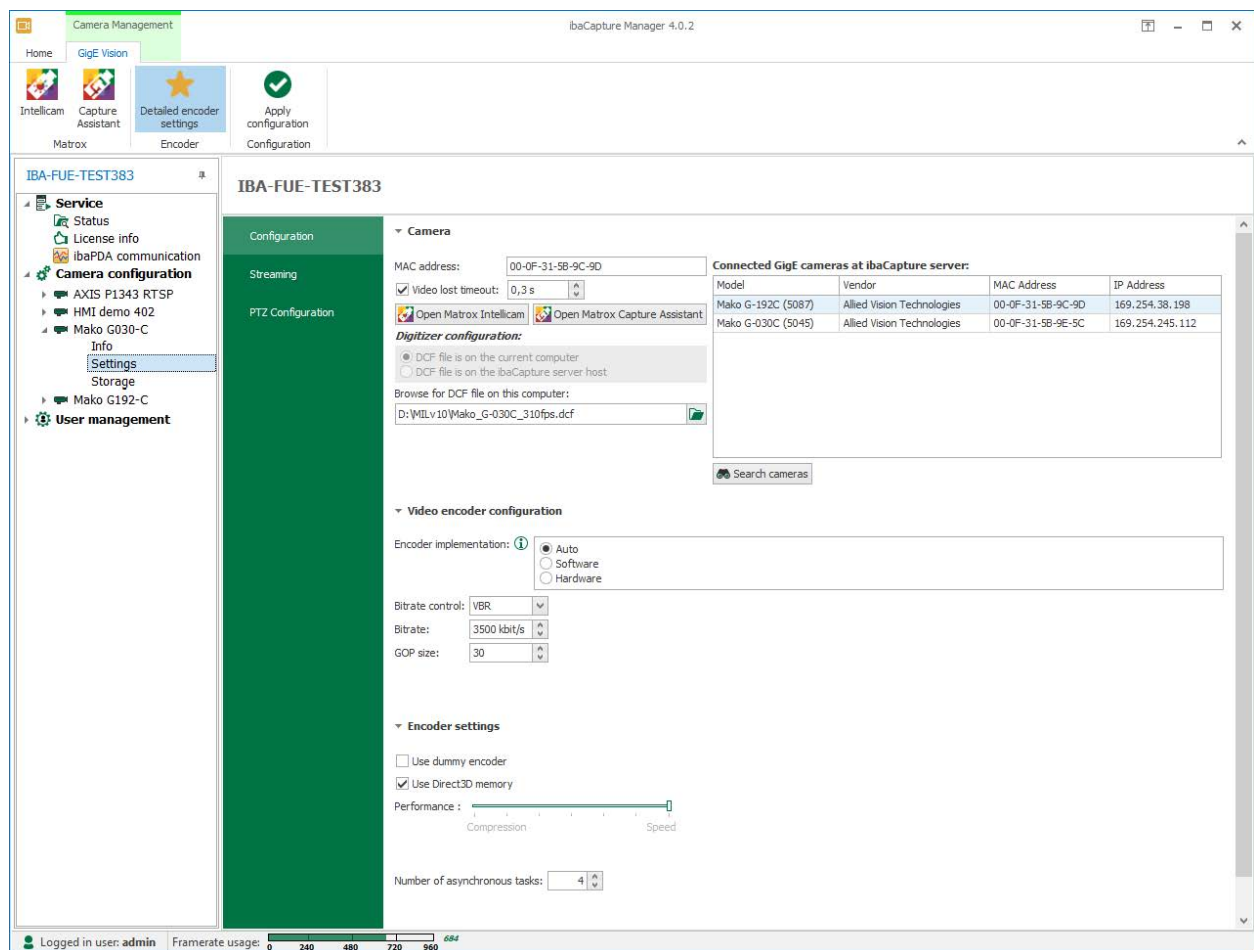 Camera Management
ibaCapture Manager 4.0.2
Home GigE Vision
Intellicam
Capture Assistant
Detailed encoder settings
Apply configuration
Matrox Encoder Configuration
IBA-FUE-TEST383
Service
Status
License info
ibaPDA communication
Camera configuration
AXIS P1343 RTSP
HMI demo 402
Mako G030-C
Info
Settings
Storage
Mako G192-C
User management
IBA-FUE-TEST383
Configuration
Streaming
PTZ Configuration
Camera
MAC address: 00-0F-31-5B-9C-9D
Video lost timeout: 0,3 s
Open Matrox Intellicam Open Matrox Capture Assistant
Digitizer configuration:
DCF file is on the current computer
DCF file is on the ibaCapture server host
Browse for DCF file on this computer:
D:\MILv10\Mako_G-030C_310fps.dcf
Connected GigE cameras at ibaCapture server:
Model Vendor MAC Address IP Address
Mako G-192C (5087) Allied Vision Technologies 00-0F-31-5B-9C-9D 169.254.38.198
Mako G-030C (5045) Allied Vision Technologies 00-0F-31-5B-9E-5C 169.254.245.112
Search cameras
Video encoder configuration
Encoder implementation: Auto
Software
Hardware
Bitrate control: VBR
Bitrate: 3500 kbit/s
GOP size: 30
Encoder settings
Use dummy encoder
Use Direct3D memory
Performance :
Compression Speed
Number of asynchronous tasks: 4
Logged in user: admin Framerate usage: 0 240 480 720 960 684